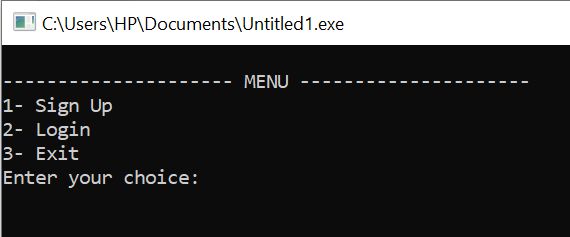 C:\Users\HP\Documents\Untitled1.exe
--------------------- MENU ---------------------
1- Sign Up
2- Login
3- Exit
Enter your choice: